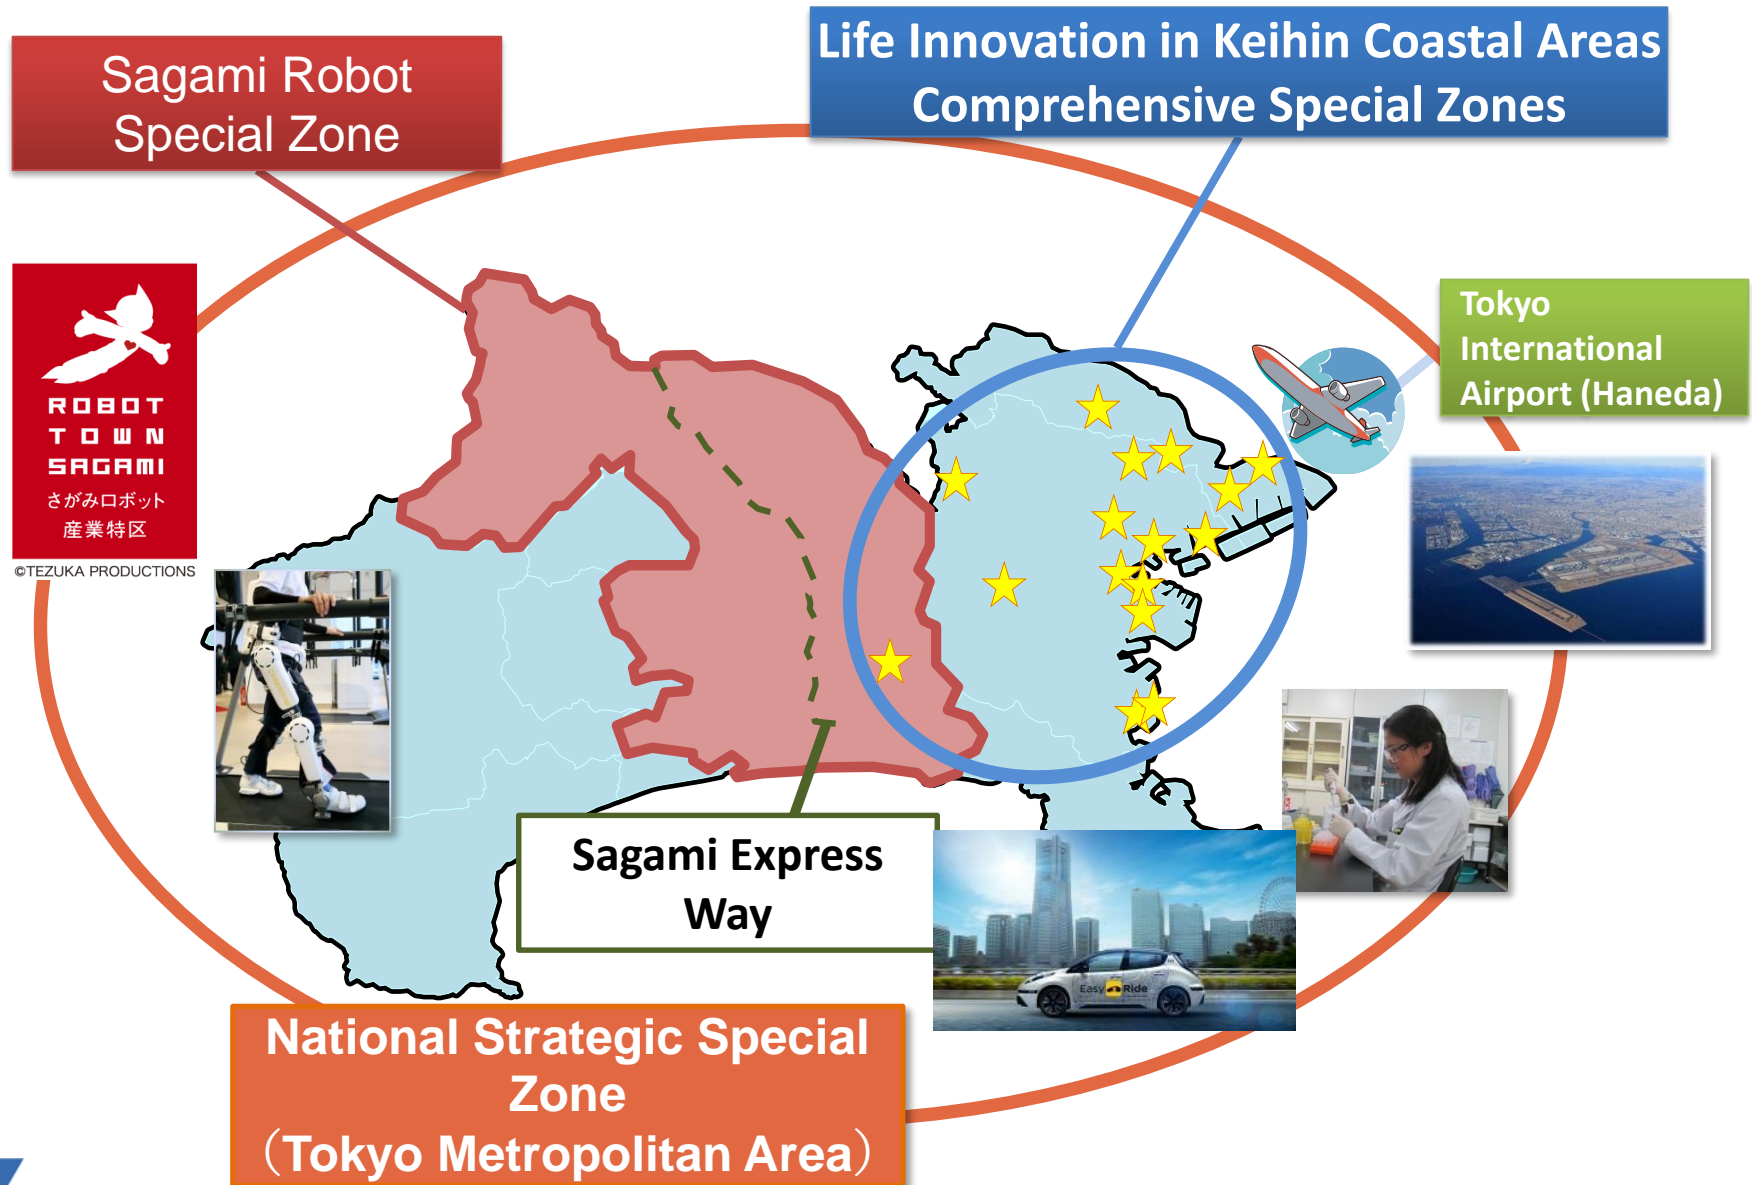 Sagami Robot
Special Zone
Life Innovation in Keihin Coastal Areas
Comprehensive Special Zones
Tokyo
International
Airport (Haneda)
ROBOT
TOWN
SAGAMI
さがみロボット
産業特区
©TEZUKA PRODUCTIONS
Sagami Express
Way
Easy Ride
National Strategic Special
Zone
（Tokyo Metropolitan Area）